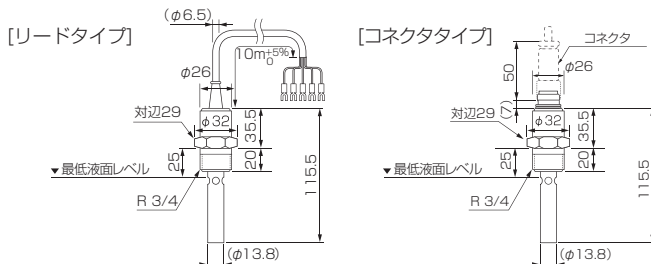 [リードタイプ]
(φ6.5)
10m+5% 0
φ26
対辺29
φ32
35.5
25
20
115.5
▼最低液面レベル
R 3/4
(φ13.8)
[コネクタタイプ]
コネクタ
50
φ26
(7)
対辺29
φ32
35.5
25
20
115.5
▼最低液面レベル
R 3/4
(φ13.8)